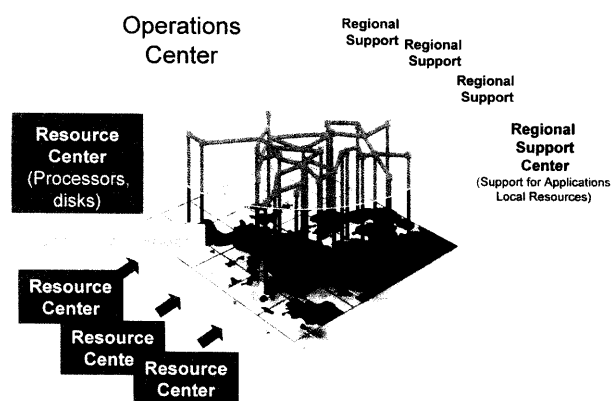 Operations
Center
Regional
Support
Regional
Support
Regional
Support
Resource
Center
(Processors,
disks)
Regional
Support
Center
(Support for Applications
Local Resources)
Resource
Center
Resource
Cente
Resource
Center